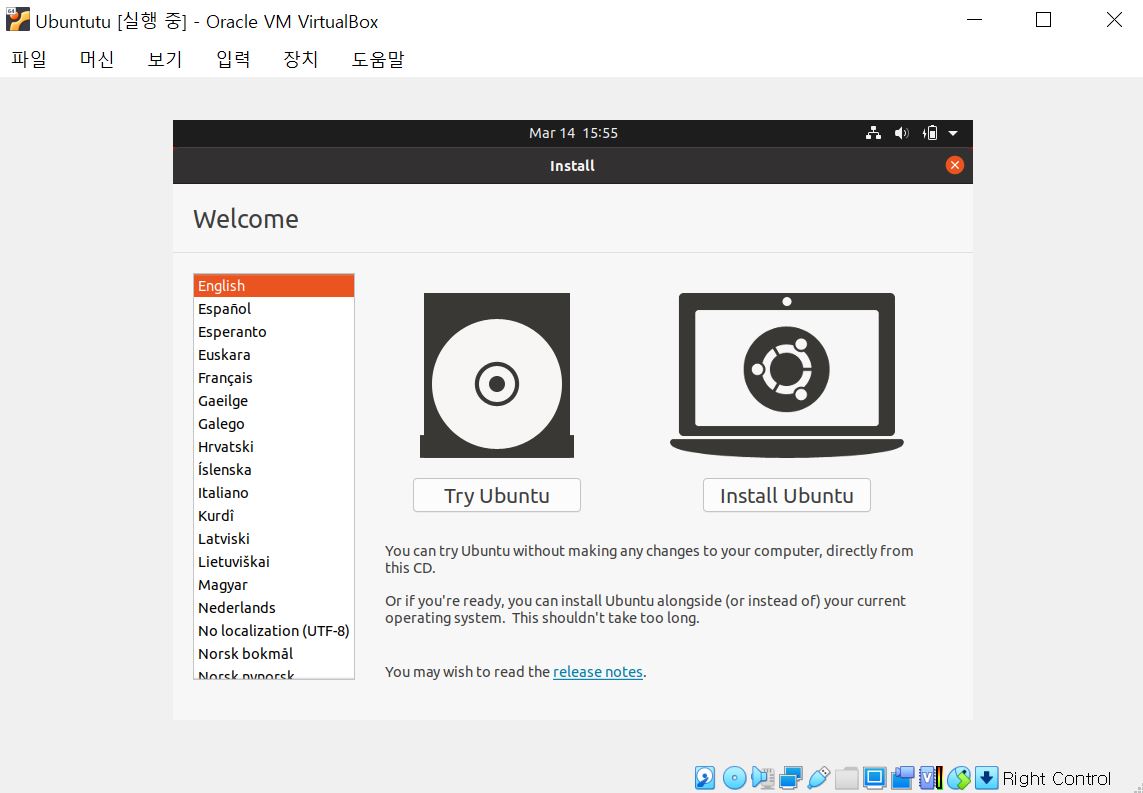 Ubuntutu [실행 중] - Oracle VM VirtualBox
파일 머신 보기 입력 장치 도움말
Mar 14 15:55
Install
Welcome
English
Español
Esperanto
Euskara
Français
Gaeilge
Galego
Hrvatski
Íslenska
Italiano
Kurdî
Latviski
Lietuviškai
Magyar
Nederlands
No localization (UTF-8)
Norsk bokmål
Norsk nynorsk
Try Ubuntu
Install Ubuntu
You can try Ubuntu without making any changes to your computer, directly from
this CD.
Or if you're ready, you can install Ubuntu alongside (or instead of) your current
operating system. This shouldn't take too long.
You may wish to read the release notes.
Right Control